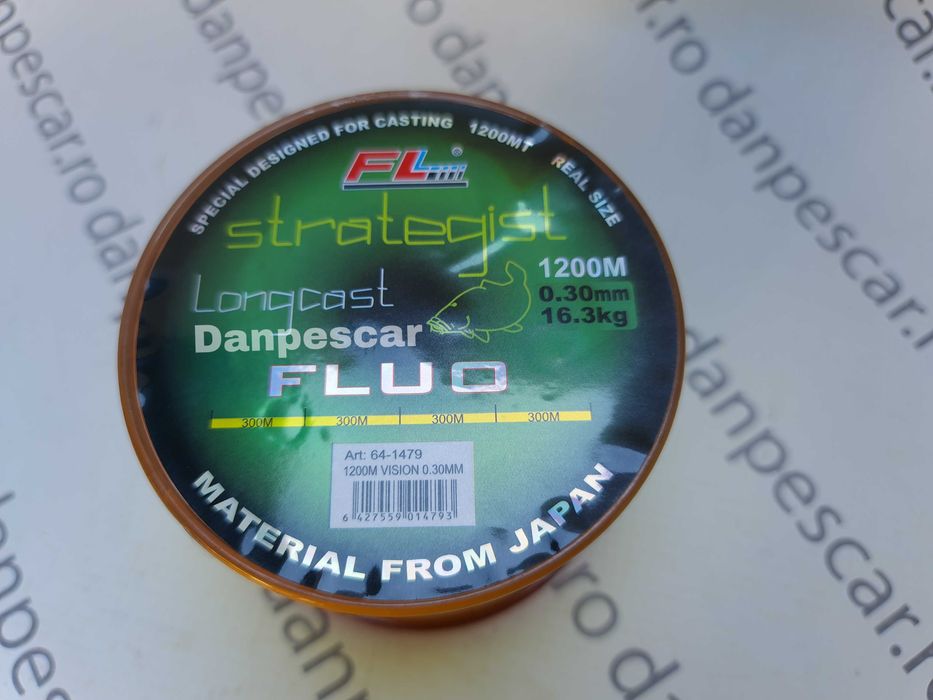 SPECIAL DESIGNED FOR CASTING 1200MT REAL SIZE
FL
strategist
1200M
0.30mm
16.3kg
Longcast
Danpescar
FLUO
300M 300M 300M 300M
Art: 64-1479
1200M VISION 0.30MM
6 427559 014793
MATERIAL FROM JAPAN
danpescar.ro danpescar.ro
danpescar.ro
danpescar.ro